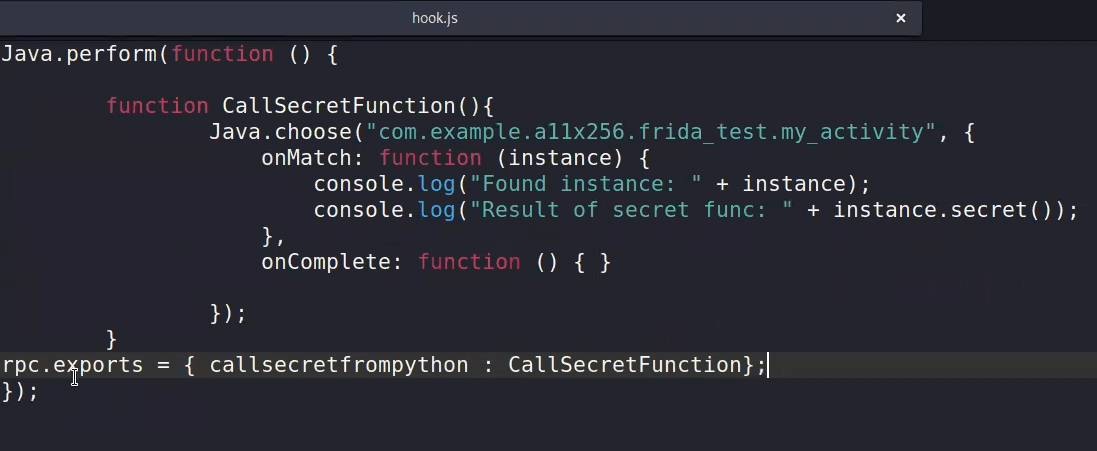 hook.js ×
Java.perform(function () {
function CallSecretFunction(){
Java.choose("com.example.a11x256.frida_test.my_activity", {
onMatch: function (instance) {
console.log("Found instance: " + instance);
console.log("Result of secret func: " + instance.secret());
},
onComplete: function () { }
});
}
rpc.exports = { callsecretfrompython : CallSecretFunction};
});